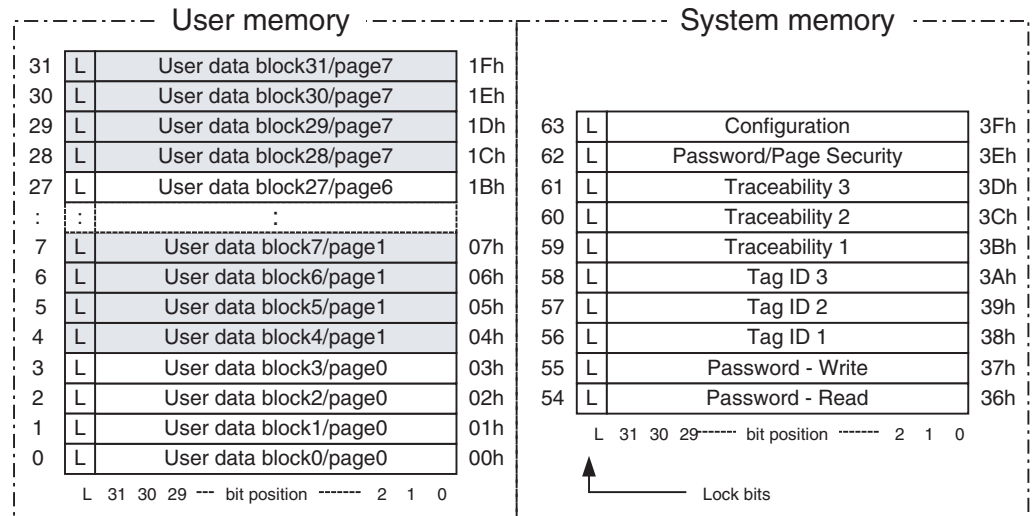 User memory
31 L User data block31/page7 1Fh
30 L User data block30/page7 1Eh
29 L User data block29/page7 1Dh
28 L User data block28/page7 1Ch
27 L User data block27/page6 1Bh
: : :
7 L User data block7/page1 07h
6 L User data block6/page1 06h
5 L User data block5/page1 05h
4 L User data block4/page1 04h
3 L User data block3/page0 03h
2 L User data block2/page0 02h
1 L User data block1/page0 01h
0 L User data block0/page0 00h
L 31 30 29 --- bit position ------- 2 1 0
System memory
63 L Configuration 3Fh
62 L Password/Page Security 3Eh
61 L Traceability 3 3Dh
60 L Traceability 2 3Ch
59 L Traceability 1 3Bh
58 L Tag ID 3 3Ah
57 L Tag ID 2 39h
56 L Tag ID 1 38h
55 L Password - Write 37h
54 L Password - Read 36h
L 31 30 29------ bit position ------- 2 1 0
Lock bits